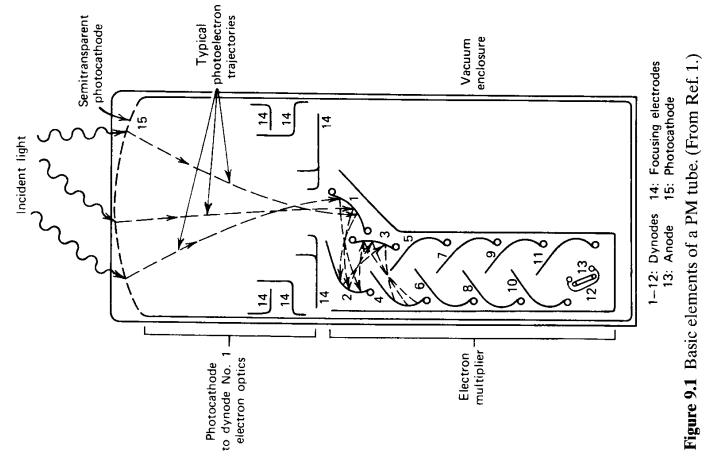 Incident light
Semitransparent
photocathode
15
Typical
photoelectron
trajectories
Photocathode
to dynode No. 1
electron optics
14
14
14
14
14
14
Vacuum
enclosure
Electron
multiplier
1
2
3
4
5
6
7
8
9
10
11
12
13
1–12: Dynodes 14: Focusing electrodes
13: Anode 15: Photocathode
Figure 9.1 Basic elements of a PM tube. (From Ref. 1.)